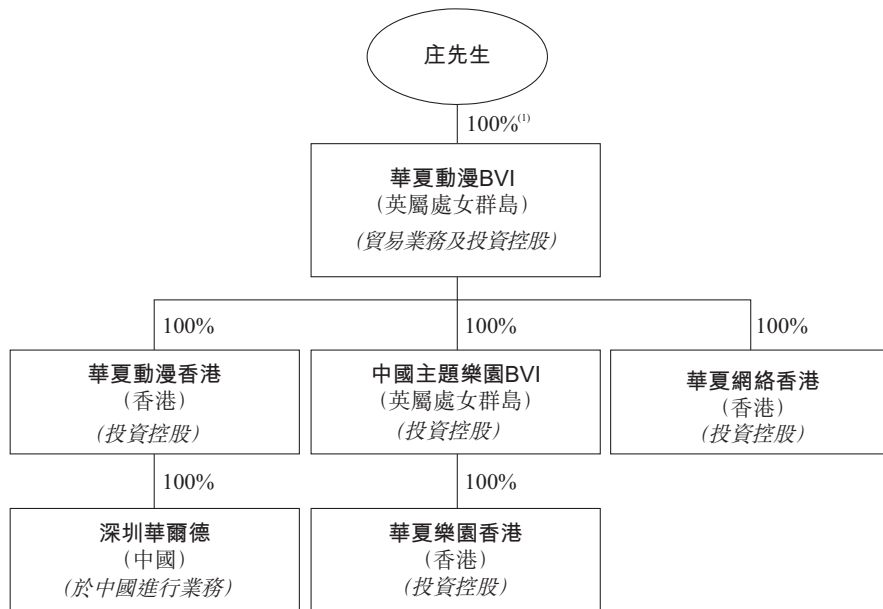 庄先生
100%(1)
華夏動漫BVI
(英屬處女群島)
(貿易業務及投資控股)
100%
100%
100%
華夏動漫香港
(香港)
(投資控股)
中國主題樂園BVI
(英屬處女群島)
(投資控股)
華夏網絡香港
(香港)
(投資控股)
100%
100%
深圳華爾德
(中國)
(於中國進行業務)
華夏樂園香港
(香港)
(投資控股)